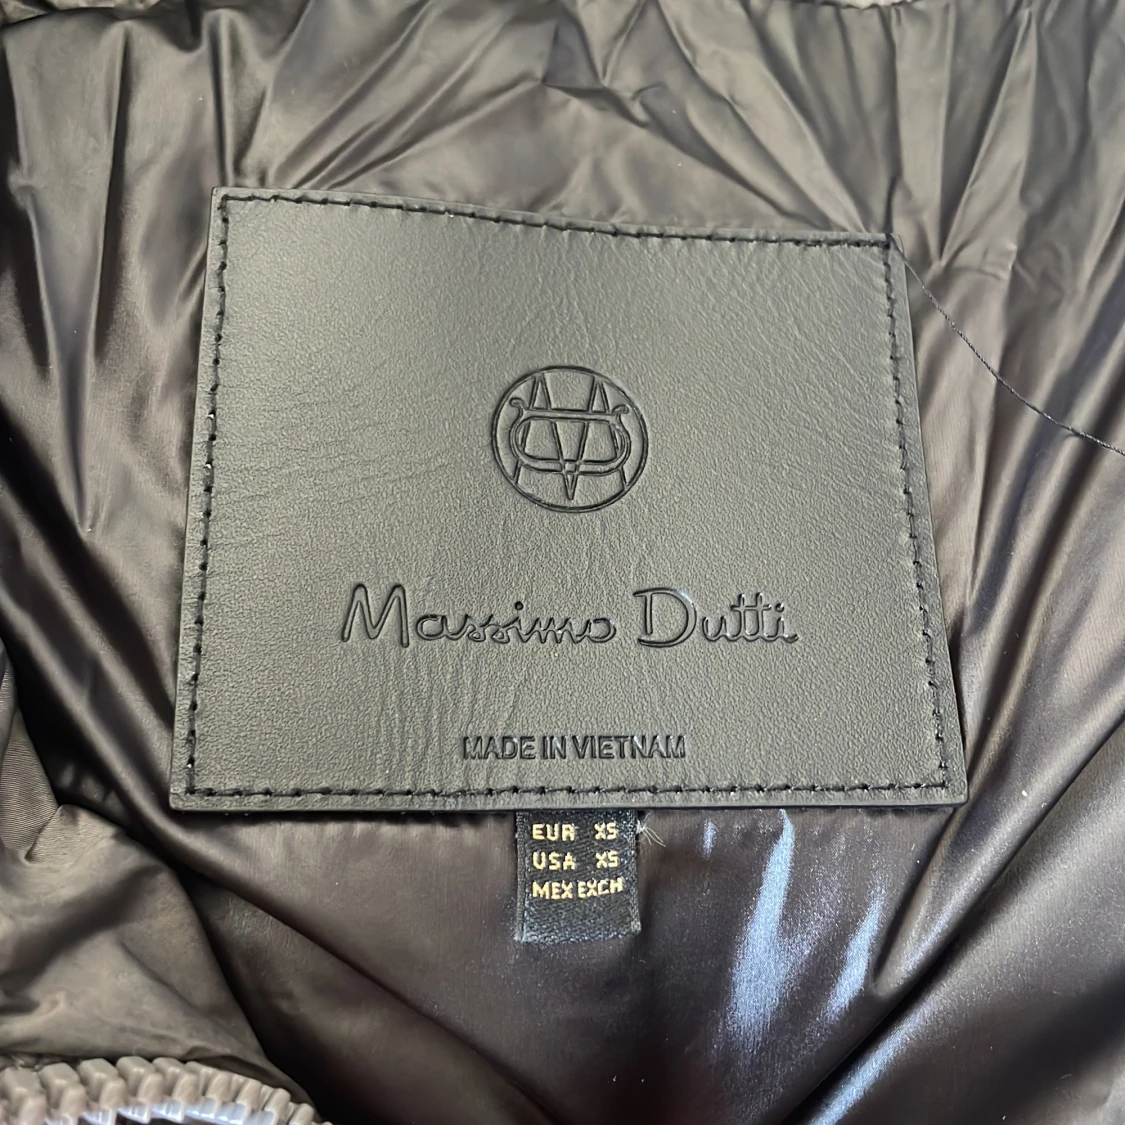 Massimo Dutti
MADE IN VIETNAM
EUR XS
USA XS
MEX EXCH